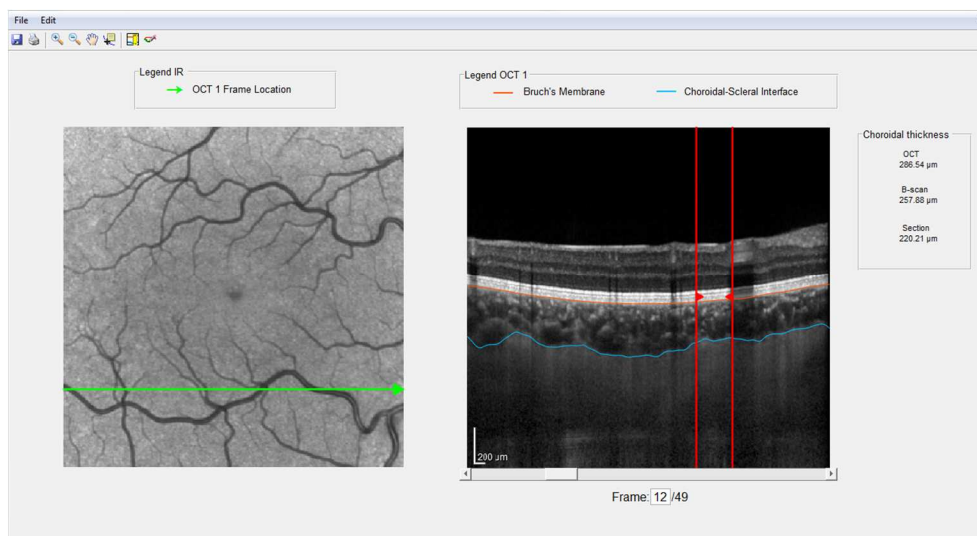 File Edit
Legend IR
OCT 1 Frame Location
Legend OCT 1
Bruch's Membrane
Choroidal-Scleral Interface
Choroidal thickness
OCT
286.54 µm
B-scan
257.88 µm
Section
220.21 µm
200 µm
Frame: 12 /49